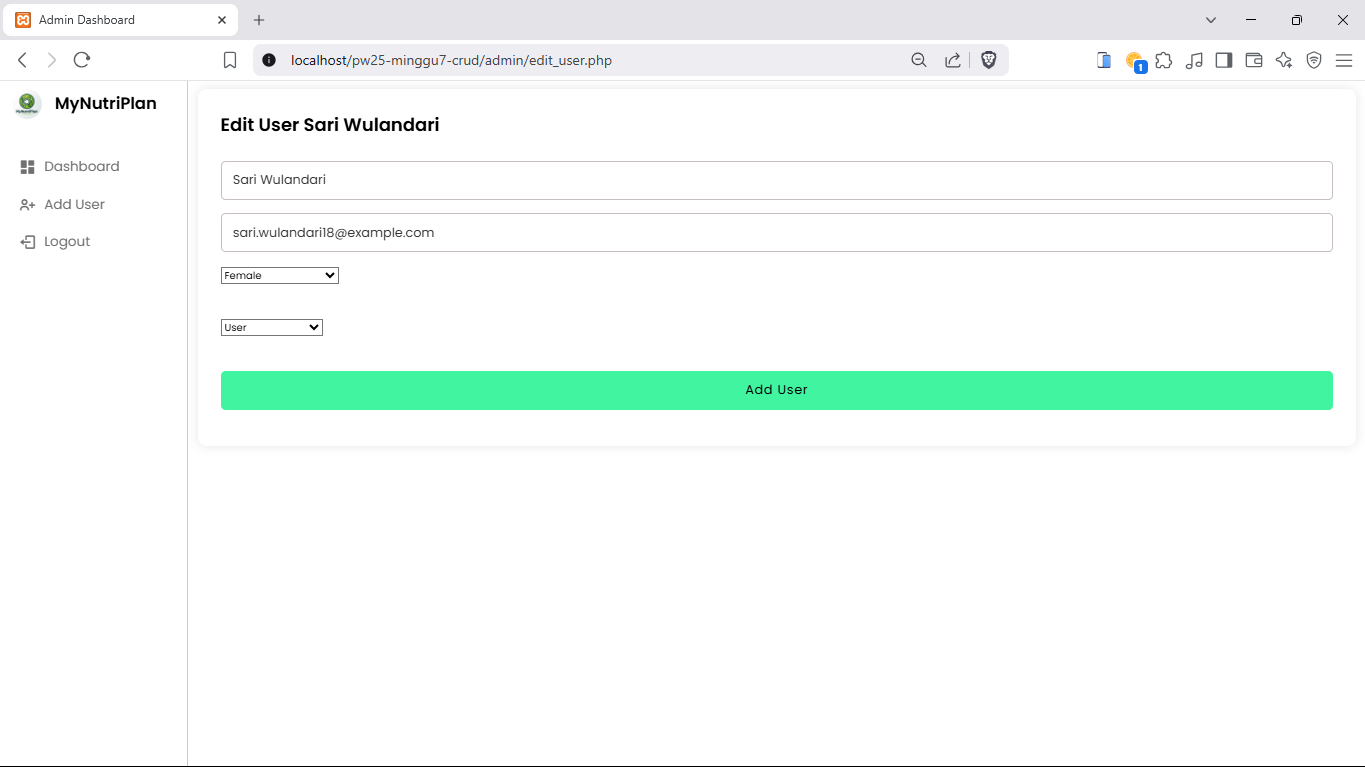 Admin Dashboard
localhost/pw25-minggu7-crud/admin/edit_user.php
1
MyNutriPlan
Dashboard
Add User
Logout
Edit User Sari Wulandari
Sari Wulandari
sari.wulandari18@example.com
Female
User
Add User